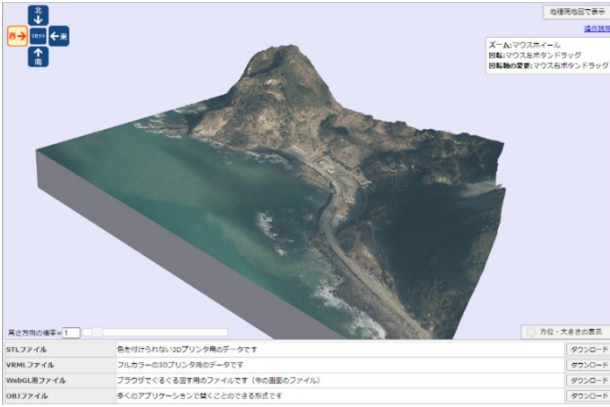 北
西
リセット
東
南
地理院地図で表示
操作説明
ズーム:マウスホイール
回転:マウス左ボタンドラッグ
回転軸の変更:マウス右ボタンドラッグ
高さ方向の倍率= 1
方位・大きさの表示
STLファイル 色を付けられない3Dプリンタ用のデータです ダウンロード
VRMLファイル フルカラーの3Dプリンタ用のデータです ダウンロード
WebGL用ファイル ブラウザでぐるぐる回す用のファイルです（今の画面のファイル） ダウンロード
OBJファイル 多くのアプリケーションで開くことのできる形式です ダウンロード